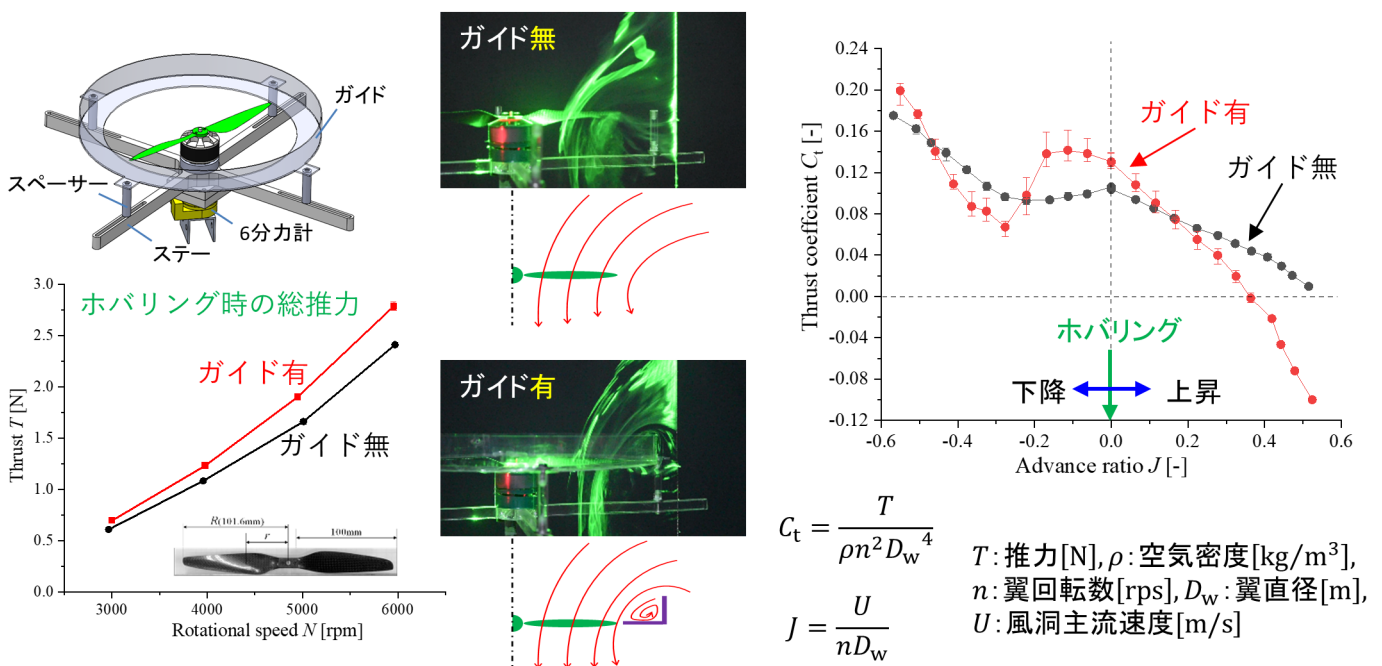 ガイド
スペーサー
ステー
6分力計
ガイド無
ガイド有
ホバリング時の総推力
ガイド有
ガイド無
Thrust T [N]
3.0
2.5
2.0
1.5
1.0
0.5
0.0
R(101.6mm)
r
100mm
3000
4000
5000
6000
Rotational speed N [rpm]
Thrust coeffcient Ct [-]
0.24
0.20
0.16
0.12
0.08
0.04
0.00
-0.04
-0.08
-0.12
ガイド有
ガイド無
ホバリング
下降
上昇
-0.6
-0.4
-0.2
0.0
0.2
0.4
0.6
Advance ratio J [-]
Ct = T / ρn²Dw⁴
J = U / nDw
T:推力[N], ρ:空気密度[kg/m³],
n:翼回転数[rps], Dw:翼直径[m],
U:風洞主流速度[m/s]